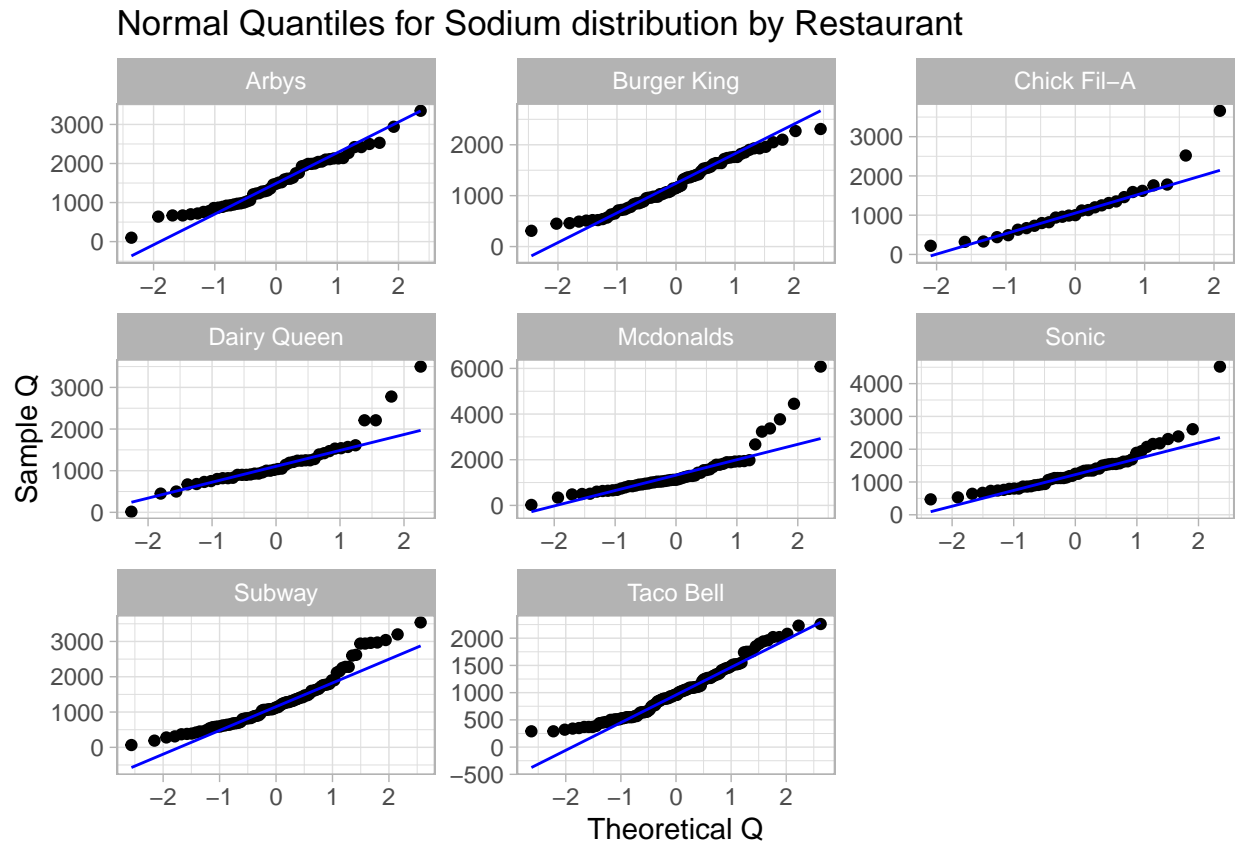 Normal Quantiles for Sodium distribution by Restaurant
Arbys
Burger King
Chick Fil−A
3000
2000
1000
0
−2 −1 0 1 2
2000
1000
0
−2 −1 0 1 2
3000
2000
1000
0
−2 −1 0 1 2
Dairy Queen
Mcdonalds
Sonic
3000
2000
1000
0
−2 −1 0 1 2
6000
4000
2000
0
−2 −1 0 1 2
4000
3000
2000
1000
0
−2 −1 0 1 2
Subway
Taco Bell
3000
2000
1000
0
−2 −1 0 1 2
2000
1500
1000
500
0
−500
−2 −1 0 1 2
Sample Q
Theoretical Q